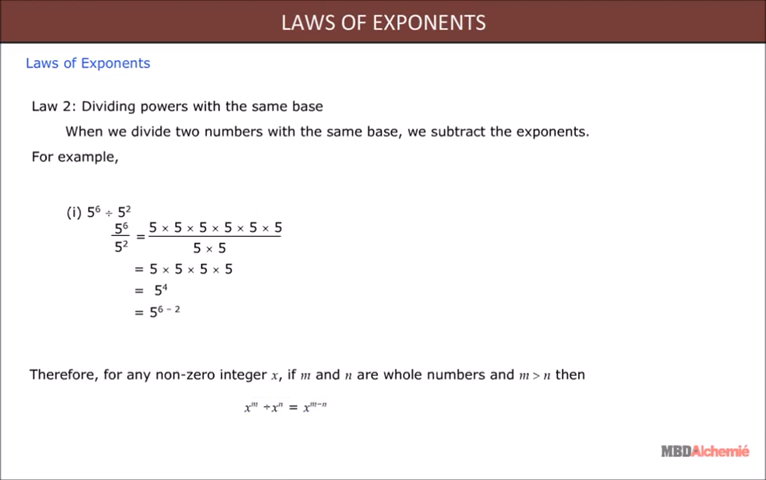 LAWS OF EXPONENTS
Laws of Exponents
Law 2: Dividing powers with the same base
When we divide two numbers with the same base, we subtract the exponents.
For example,
(i) 5⁶ ÷ 5²
5⁶/5² = (5 × 5 × 5 × 5 × 5 × 5)/(5 × 5)
= 5 × 5 × 5 × 5
= 5⁴
= 5⁶⁻²
Therefore, for any non-zero integer x, if m and n are whole numbers and m > n then
xᵐ ÷ xⁿ = xᵐ⁻ⁿ
MBDAlchemié